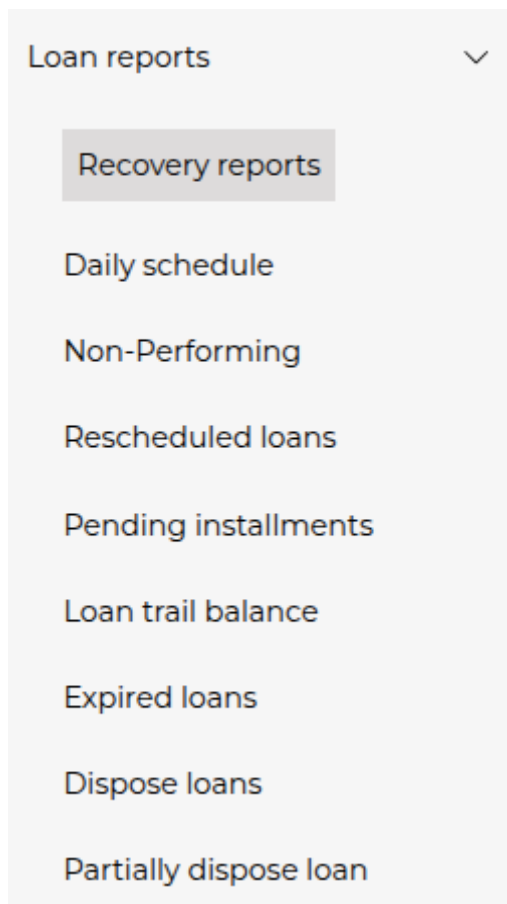 Loan reports
Recovery reports
Daily schedule
Non-Performing
Rescheduled loans
Pending installments
Loan trail balance
Expired loans
Dispose loans
Partially dispose loan